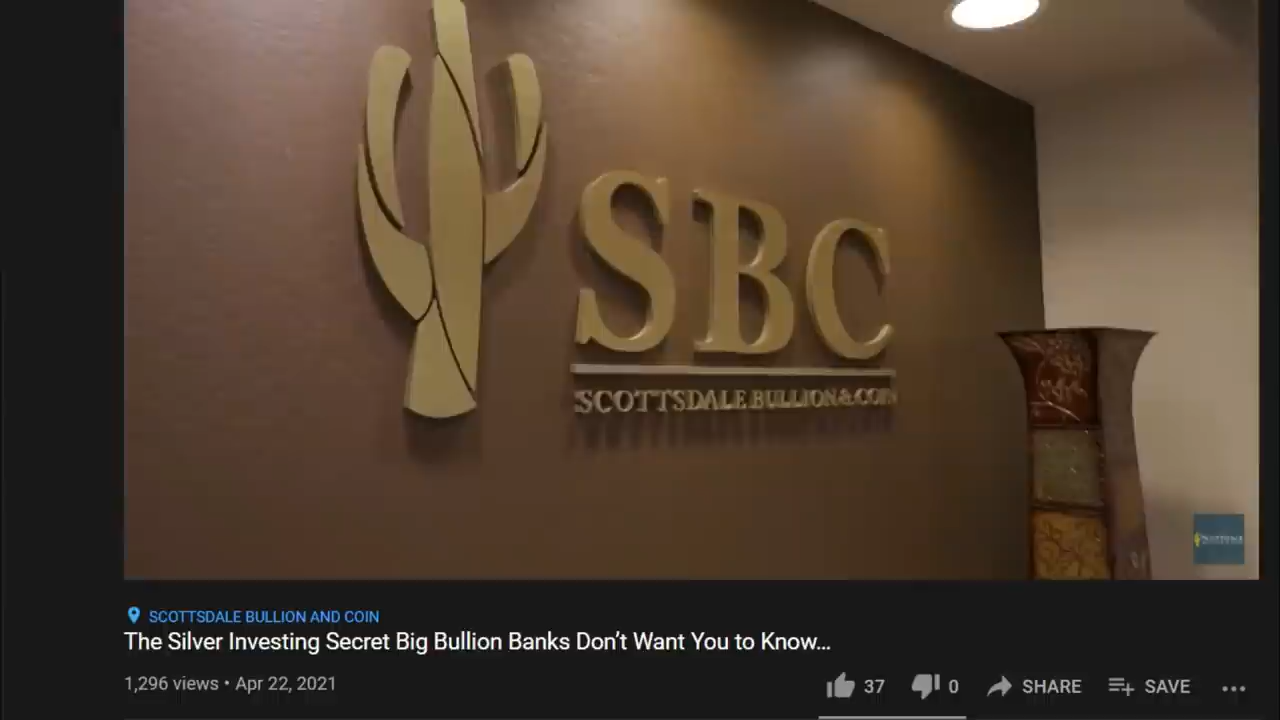 SBC
SCOTTSDALE BULLION & COIN
SCOTTSDALE BULLION AND COIN
The Silver Investing Secret Big Bullion Banks Don’t Want You to Know...
1,296 views • Apr 22, 2021
37 0 SHARE SAVE